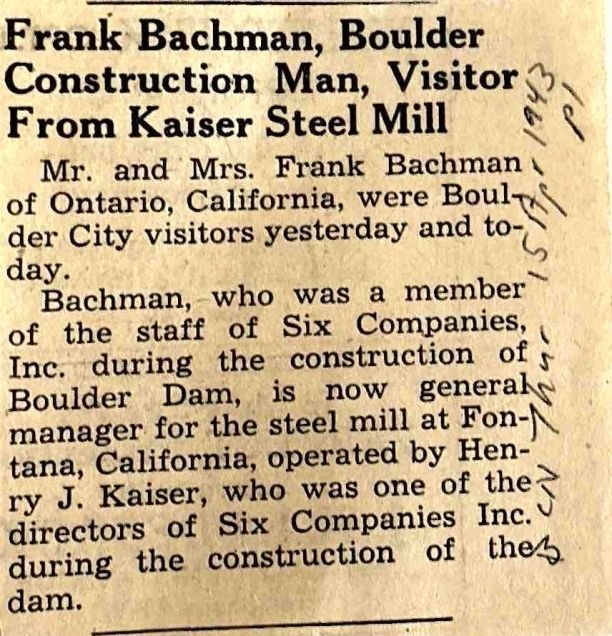 Frank Bachman, Boulder
Construction Man, Visitor
From Kaiser Steel Mill
Mr. and Mrs. Frank Bachman
of Ontario, California, were Boul-
der City visitors yesterday and to-
day.
Bachman, who was a member
of the staff of Six Companies,
Inc. during the construction of
Boulder Dam, is now general
manager for the steel mill at Fon-
tana, California, operated by Hen-
ry J. Kaiser, who was one of the
directors of Six Companies Inc.
during the construction of the
dam.
15 Apr 1943
p1